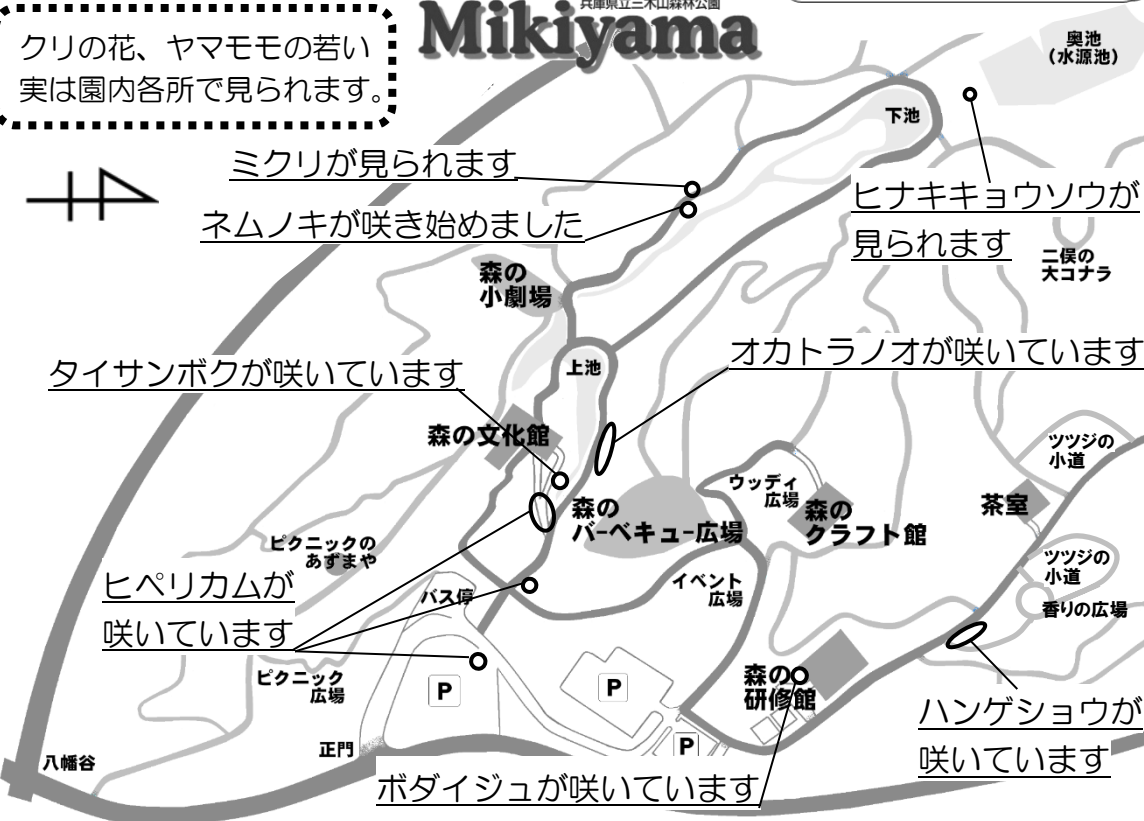 兵庫県立三木山森林公園
Mikiyama
クリの花、ヤマモモの若い
実は園内各所で見られます。
奥池
(水源池)
下池
ミクリが見られます
ネムノキが咲き始めました
ヒナキキョウソウが
見られます
二俣の
大コナラ
森の
小劇場
オカトラノオが咲いています
タイサンボクが咲いています
上池
森の文化館
ツツジの
小道
ウッディ
広場
森の
クラフト館
茶室
森の
バーベキュー広場
ピクニックの
あずまや
ツツジの
小道
ヒペリカムが
咲いています
バス停
イベント
広場
香りの広場
ピクニック
広場
P
P
森の
研修館
ハンゲショウが
咲いています
P
正門
八幡谷
ボダイジュが咲いています